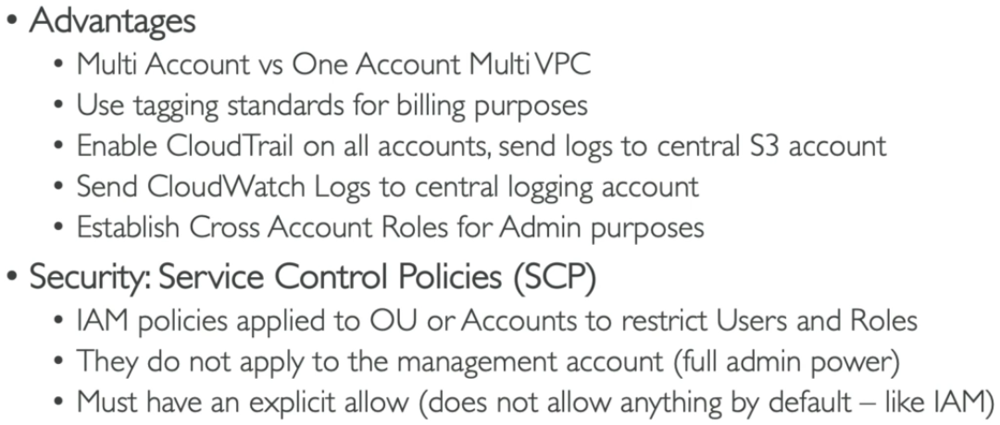 • Advantages
• Multi Account vs One Account Multi VPC
• Use tagging standards for billing purposes
• Enable CloudTrail on all accounts, send logs to central S3 account
• Send CloudWatch Logs to central logging account
• Establish Cross Account Roles for Admin purposes
• Security: Service Control Policies (SCP)
• IAM policies applied to OU or Accounts to restrict Users and Roles
• They do not apply to the management account (full admin power)
• Must have an explicit allow (does not allow anything by default – like IAM)